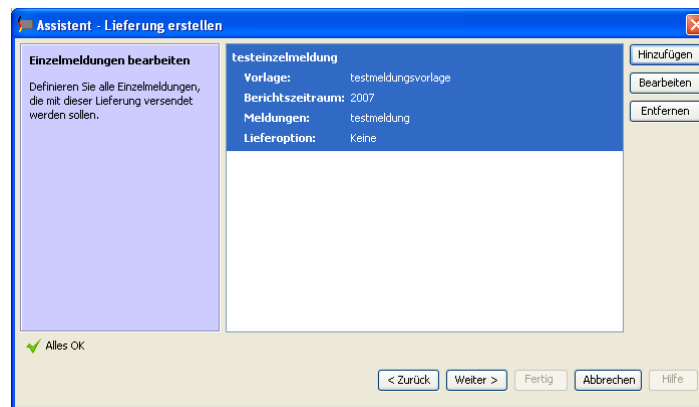 Assistent - Lieferung erstellen
Einzelmeldungen bearbeiten
Definieren Sie alle Einzelmeldungen,
die mit dieser Lieferung versendet
werden sollen.
testeinzelmeldung
Vorlage: testmeldungsvorlage
Berichtszeitraum: 2007
Meldungen: testmeldung
Lieferoption: Keine
Hinzufügen
Bearbeiten
Entfernen
Alles OK
< Zurück Weiter > Fertig Abbrechen Hilfe